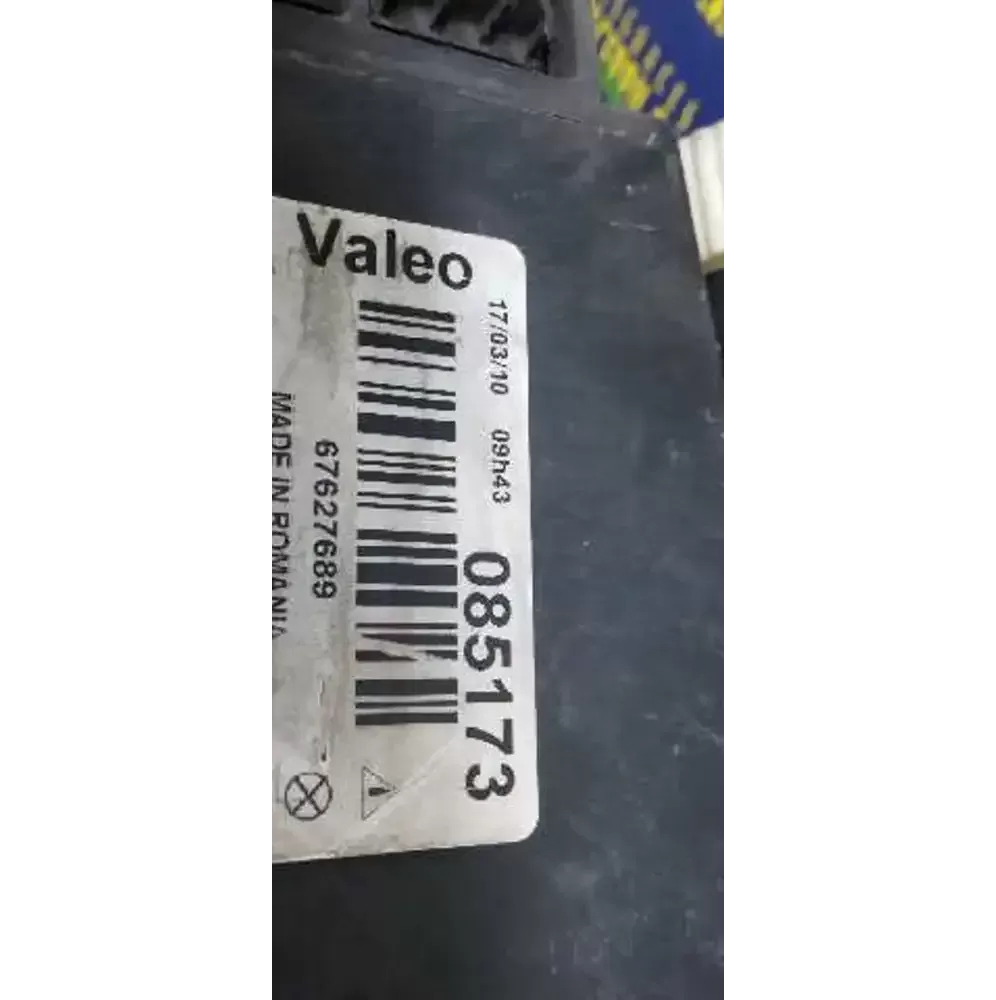 Valeo
17/03/10 09h43
085173
67627689
MADE IN ROMANIA